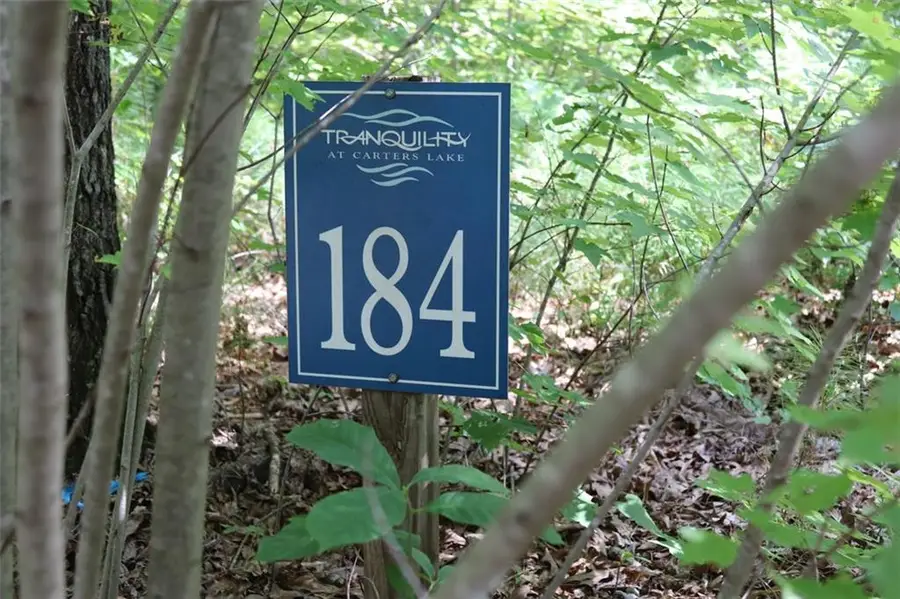 TRANQUILITY
AT CARTERS LAKE
184